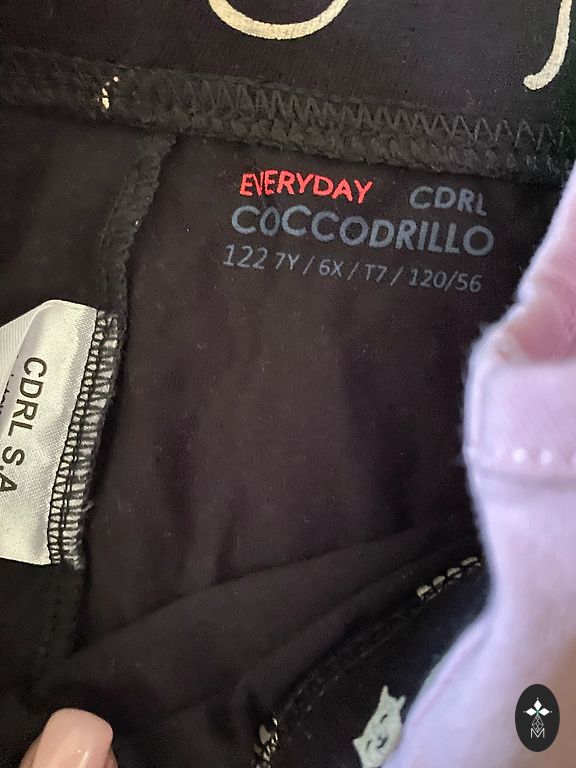 EVERYDAY CDRL
COCCODRILLO
122 7Y / 6X / T7 / 120/56
CDRL S.A